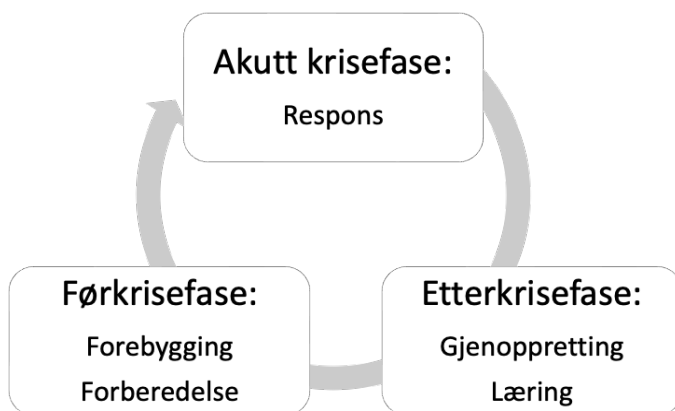 Akutt krisefase:
Respons
Førkrisefase:
Forebygging
Forberedelse
Etterkrisefase:
Gjenoppretting
Læring